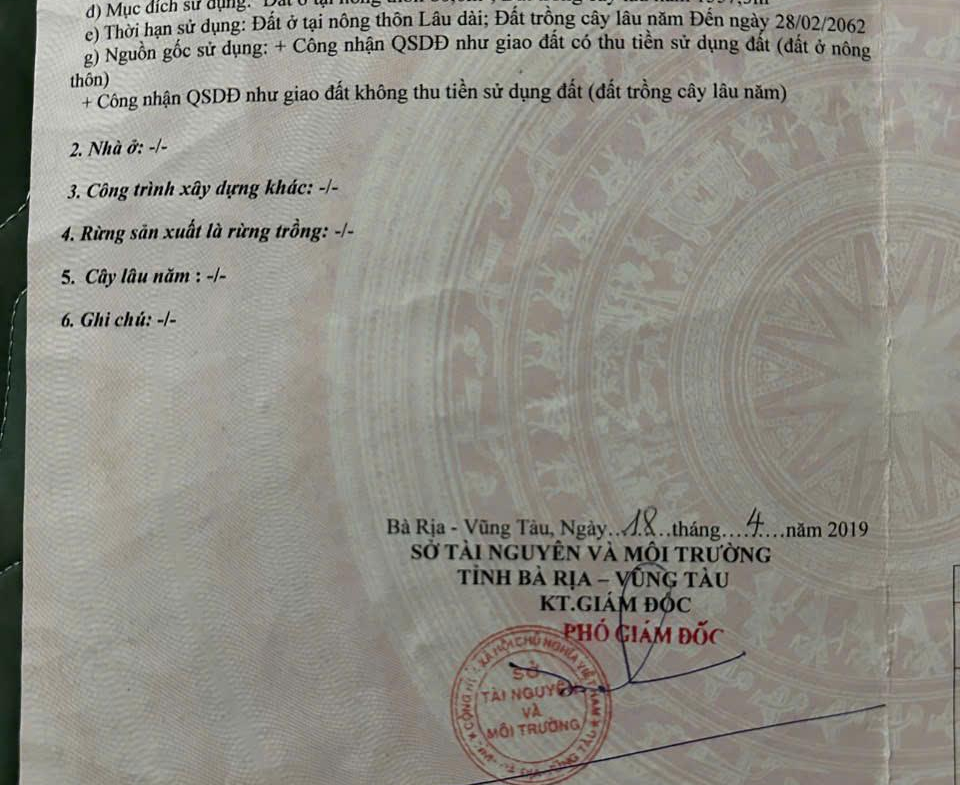 d) Mục đích sử dụng:
e) Thời hạn sử dụng: Đất ở tại nông thôn Lâu dài; Đất trồng cây lâu năm Đến ngày 28/02/2062
g) Nguồn gốc sử dụng: + Công nhận QSDĐ như giao đất có thu tiền sử dụng đất (đất ở nông
thôn)
+ Công nhận QSDĐ như giao đất không thu tiền sử dụng đất (đất trồng cây lâu năm)
2. Nhà ở: -/-
3. Công trình xây dựng khác: -/-
4. Rừng sản xuất là rừng trồng: -/-
5. Cây lâu năm : -/-
6. Ghi chú: -/-
Bà Rịa - Vũng Tàu, Ngày..18..tháng....4....năm 2019
SỞ TÀI NGUYÊN VÀ MÔI TRƯỜNG
TỈNH BÀ RỊA – VŨNG TÀU
KT.GIÁM ĐỐC
PHÓ GIÁM ĐỐC
SỞ
TÀI NGUYÊN
VÀ
MÔI TRƯỜNG